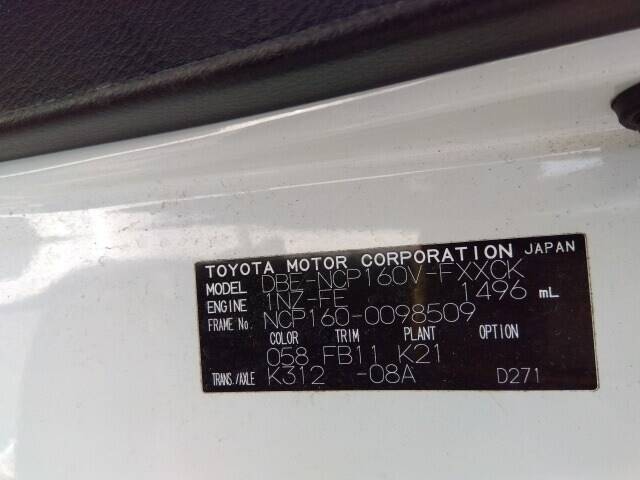 TOYOTA MOTOR CORPORATION JAPAN
MODEL DBE-NCP160V-FXXCK
ENGINE 1NZ-FE 1496 mL
FRAME No. NCP160-0098509
COLOR TRIM PLANT OPTION
058 FB11 K21
TRANS./AXLE K312 -08A D271